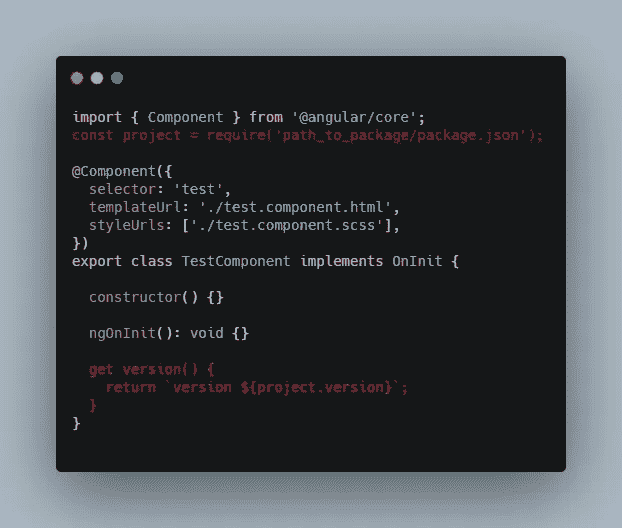 import { Component } from '@angular/core';
const project = require('path_to_package/package.json');
@Component({
selector: 'test',
templateUrl: './test.component.html',
styleUrls: ['./test.component.scss'],
})
export class TestComponent implements OnInit {
constructor() {}
ngOnInit(): void {}
get version() {
return `version ${project.version}`;
}
}